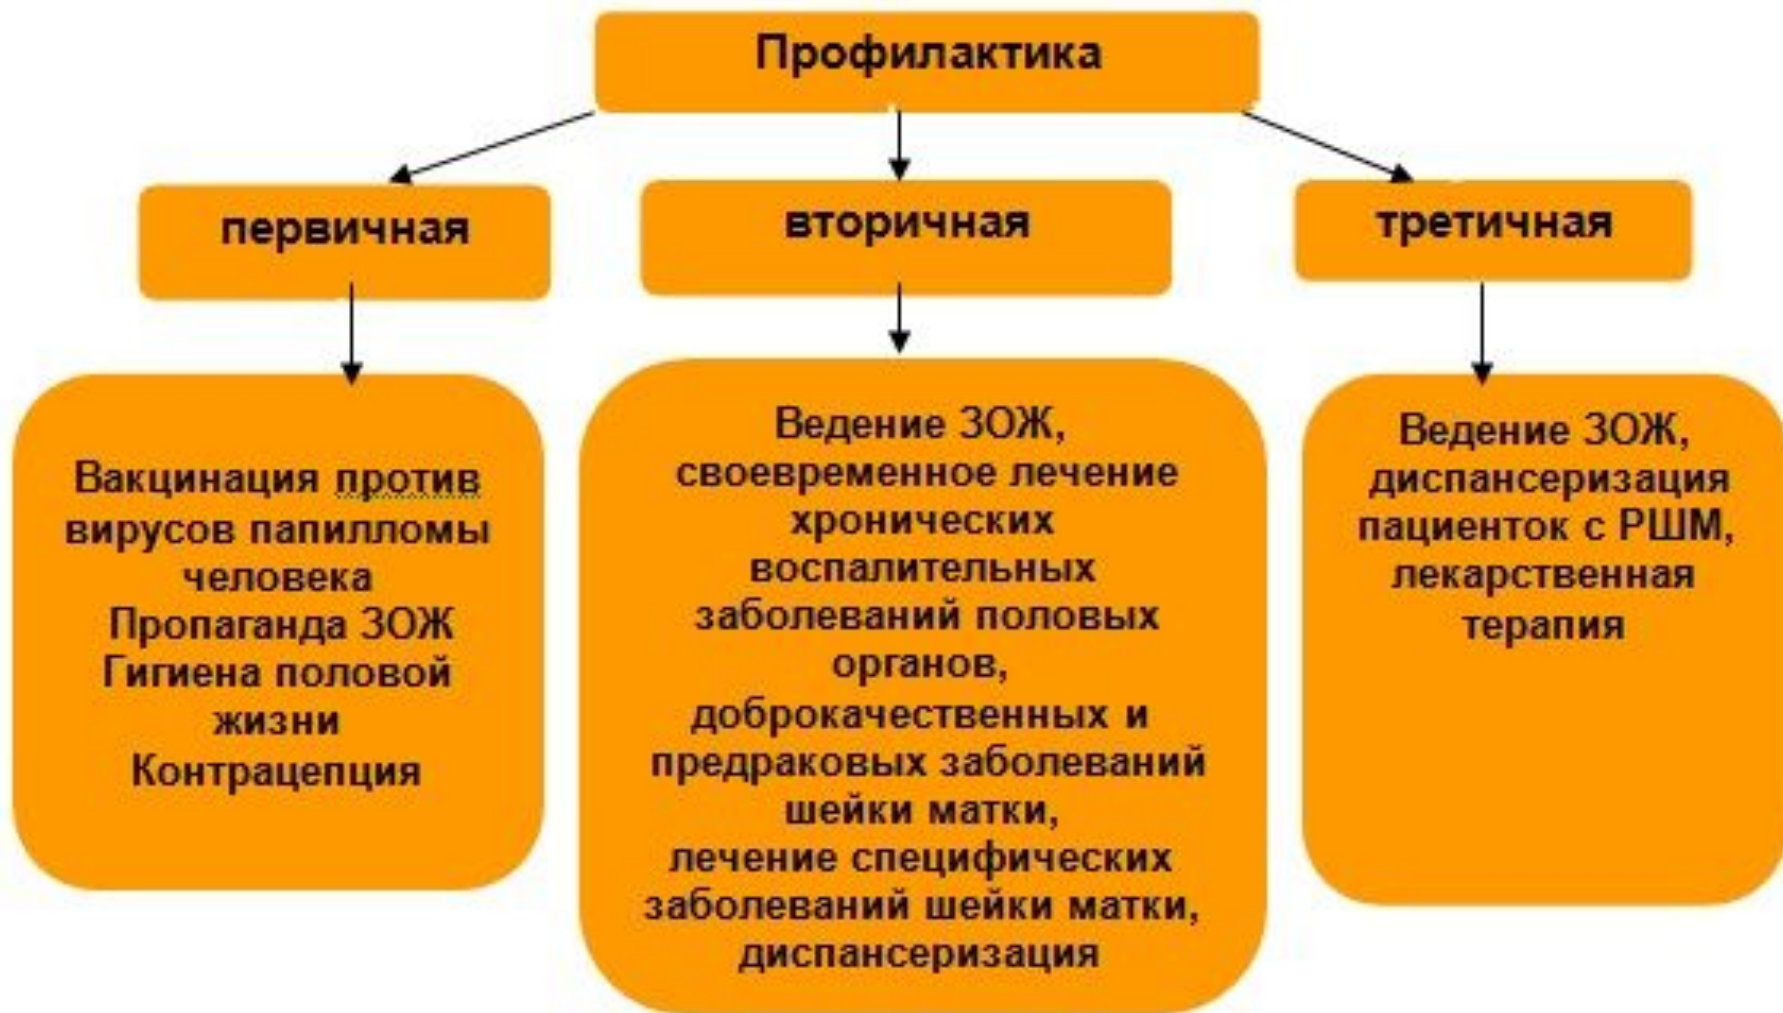 Профилактика
первичная
вторичная
третичная
Вакцинация против
вирусов папилломы
человека
Пропаганда ЗОЖ
Гигиена половой
жизни
Контрацепция
Ведение ЗОЖ,
своевременное лечение
хронических
воспалительных
заболеваний половых
органов,
доброкачественных и
предраковых заболеваний
шейки матки,
лечение специфических
заболеваний шейки матки,
диспансеризация
Ведение ЗОЖ,
диспансеризация
пациенток с РШМ,
лекарственная
терапия